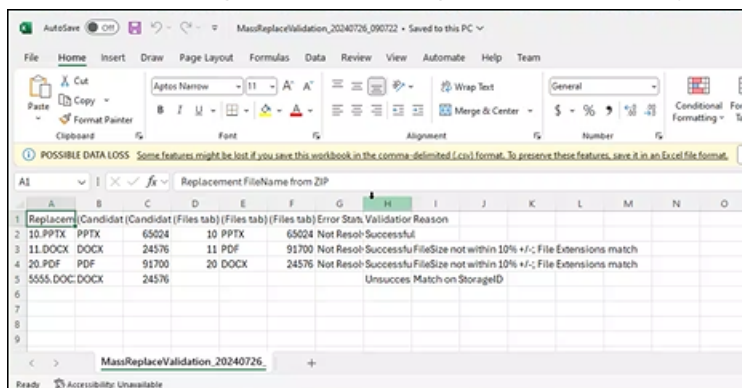 AutoSave Off MassReplaceValidation_20240726_090722 • Saved to this PC
File Home Insert Draw Page Layout Formulas Data Review View Automate Help Team
Paste Cut Copy Format Painter Clipboard
Aptos Narrow 11 A A B I U A Font
Wrap Text Merge & Center Alignment
General $ % Number
Conditional Formatting
POSSIBLE DATA LOSS Some features might be lost if you save this workbook in the comma-delimited (.csv) format. To preserve these features, save it in an Excel file format.
A1 fx Replacement FileName from ZIP
A B C D E F G H I J K L M N O
1 Replacem (Candidat (Candidat (Files tab) (Files tab) (Files tab) Error Statu Validation Reason
2 10.PPTX PPTX 65024 10 PPTX 65024 Not Resol Successful
3 11.DOCX DOCX 24576 11 PDF 91700 Not Resol Successfu FileSize not within 10% +/-; File Extensions match
4 20.PDF PDF 91700 20 DOCX 24576 Not Resol Successfu FileSize not within 10% +/-; File Extensions match
5 5555.DOC DOCX 24576 Unsucces Match on StorageID
6
7
8
9
MassReplaceValidation_20240726_ +
Ready Accessibility: Unavailable